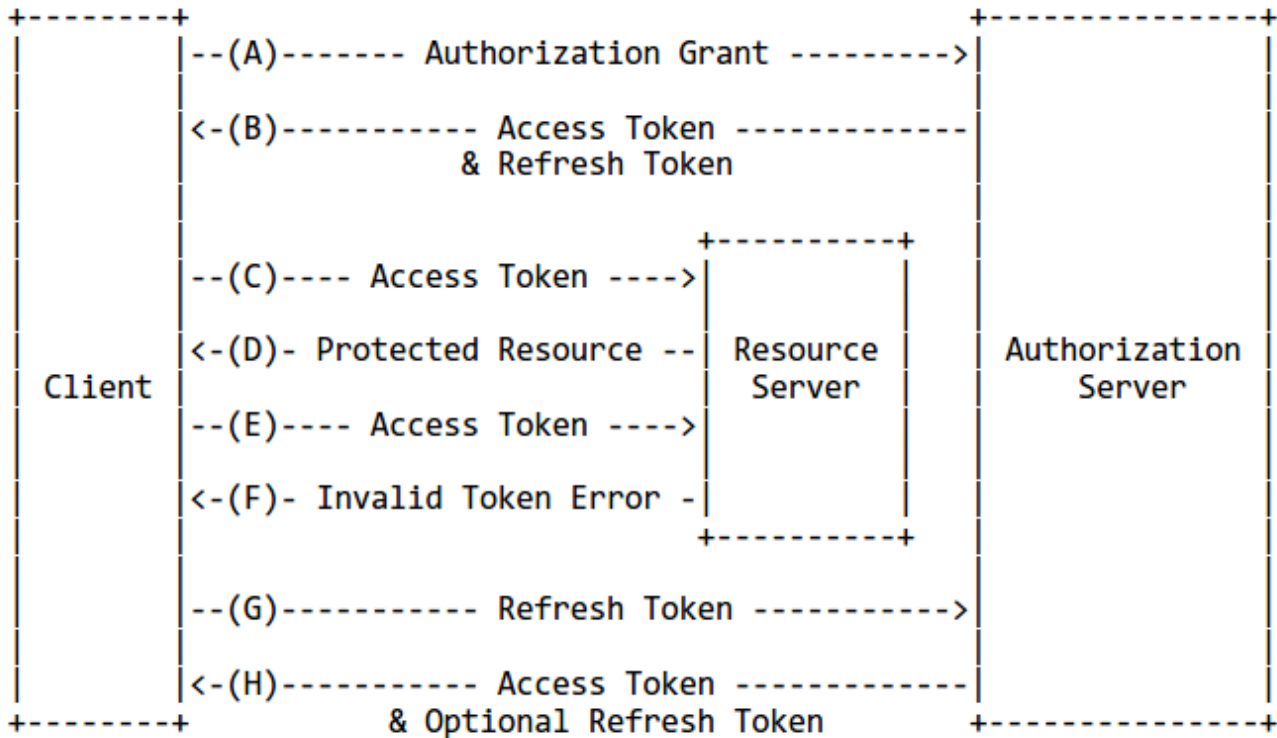 +--------+                                           +---------------+
|        |--(A)------- Authorization Grant --------->|               |
|        |                                           |               |
|        |<-(B)----------- Access Token -------------|               |
|        |               & Refresh Token             |               |
|        |                                           |               |
|        |                            +----------+   |               |
|        |--(C)---- Access Token ---->|          |   |               |
|        |                            |          |   |               |
|        |<-(D)- Protected Resource --| Resource |   | Authorization |
| Client |                            |  Server  |   |     Server    |
|        |--(E)---- Access Token ---->|          |   |               |
|        |                            |          |   |               |
|        |<-(F)- Invalid Token Error -|          |   |               |
|        |                            +----------+   |               |
|        |                                           |               |
|        |--(G)----------- Refresh Token ----------->|               |
|        |                                           |               |
|        |<-(H)----------- Access Token -------------|               |
+--------+           & Optional Refresh Token        +---------------+